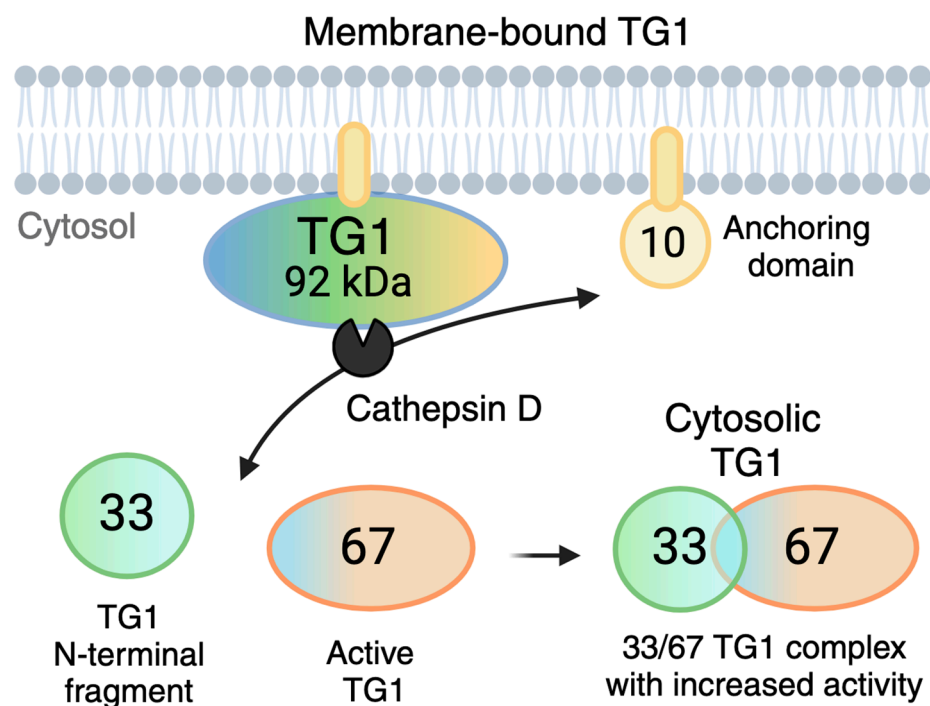 Membrane-bound TG1
Cytosol
TG1
92 kDa
10
Anchoring
domain
Cathepsin D
Cytosolic
TG1
33
67
33
67
TG1
N-terminal
fragment
Active
TG1
33/67 TG1 complex
with increased activity